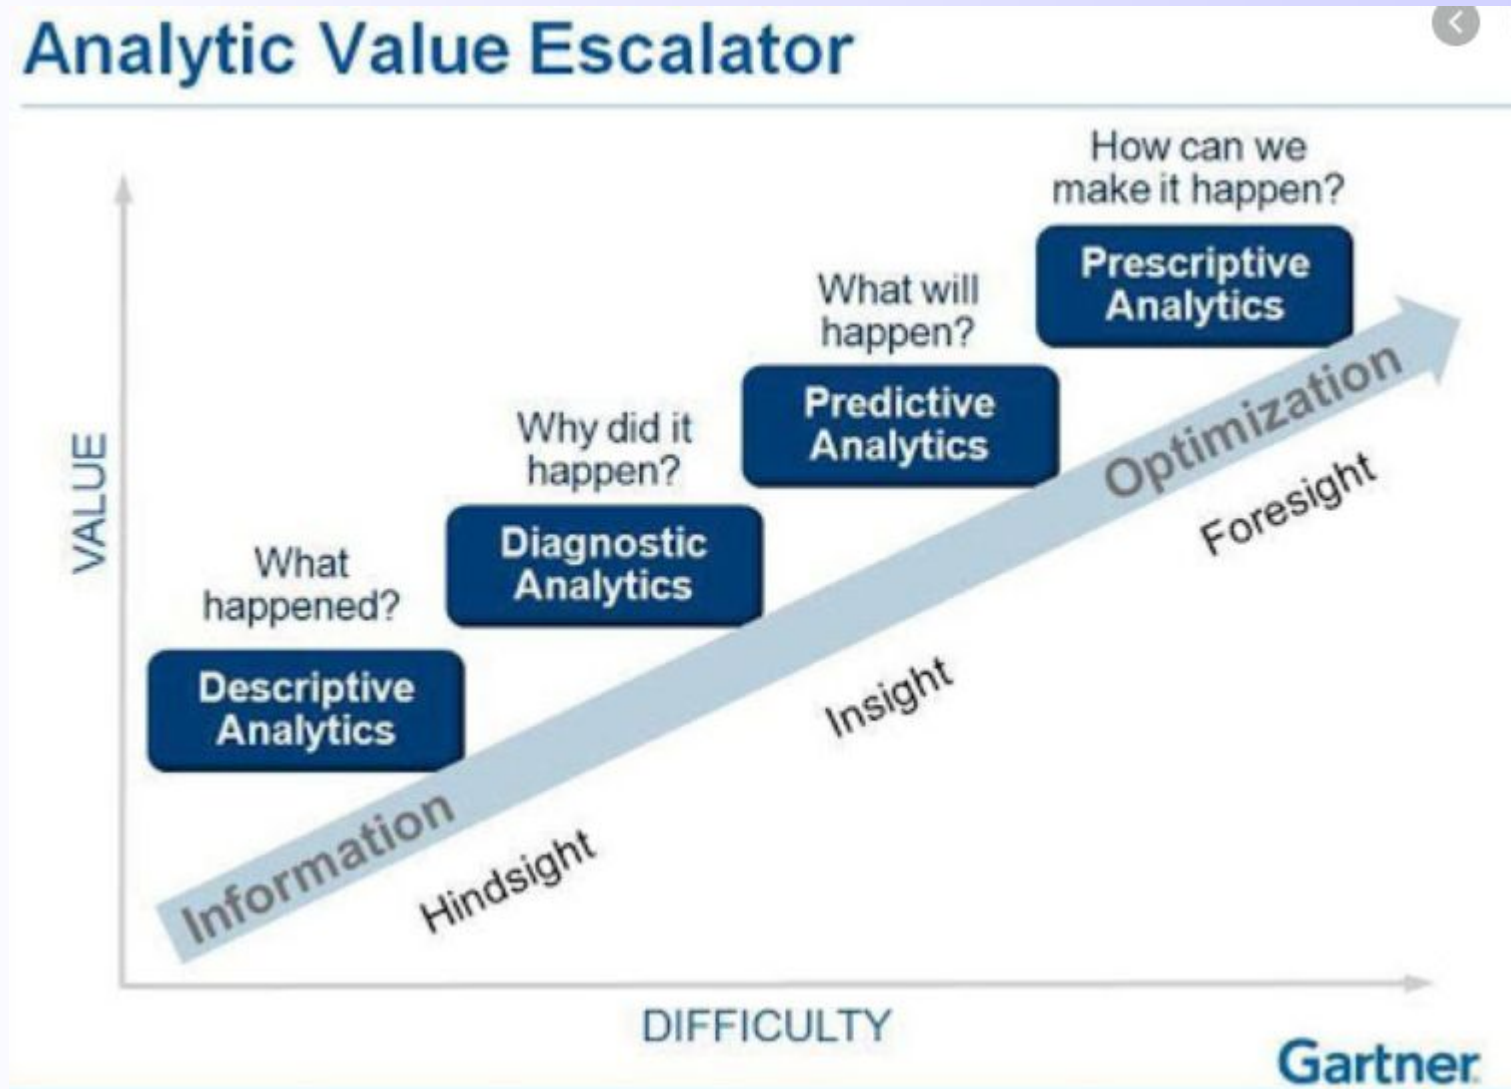 Analytic Value Escalator
How can we
make it happen?
Prescriptive
Analytics
What will
happen?
Predictive
Analytics
Why did it
happen?
Diagnostic
Analytics
What
happened?
Descriptive
Analytics
VALUE
Information
Optimization
Hindsight
Insight
Foresight
DIFFICULTY
Gartner